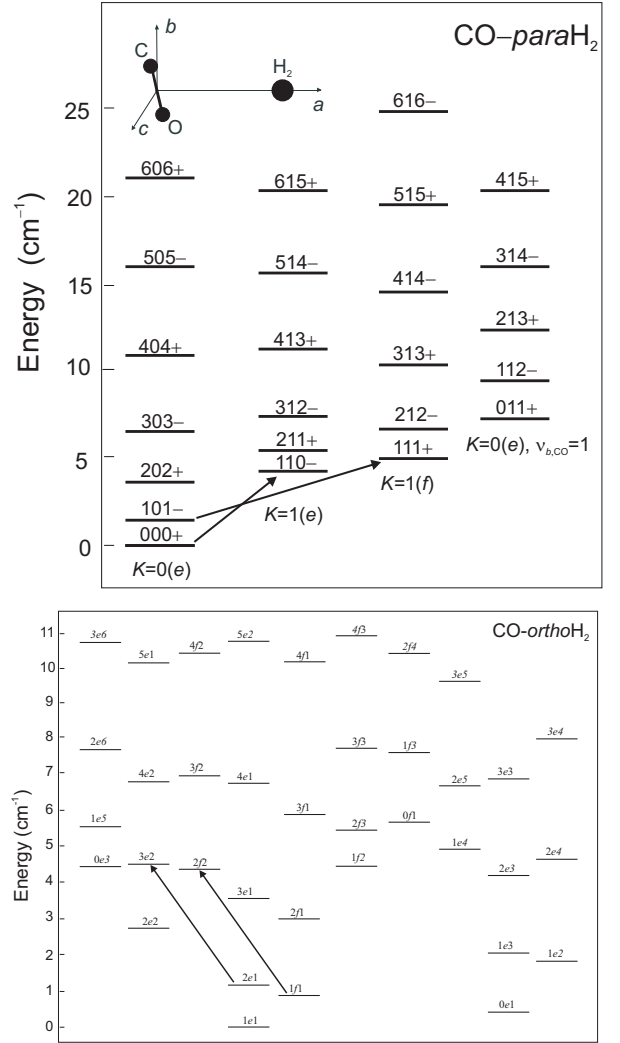 CO–paraH₂
b
C
H₂
a
c
O
Energy (cm⁻¹)
25
20
15
10
5
0
616−
606+ 615+ 515+ 415+
505− 514− 414− 314−
404+ 413+ 313+ 213+
303− 312− 212− 112−
202+ 211+ 111+ 011+
101− 110−
000+
K=0(e)
K=1(e)
K=1(f)
K=0(e), νb,CO=1
CO-orthoH₂
Energy (cm⁻¹)
11
10
9
8
7
6
5
4
3
2
1
0
3e6 5e1 4f2 5e2 4f1 4f3 2f4 3e5
2e6 4e2 3f2 4e1 3f1 3f3 1f3 2e5 3e3 3e4
1e5 2f3 0f1
0e3 3e2 2f2 3e1 2f1 1f2 1e4 2e3 2e4
2e2 2e1 1f1 1e3 1e2
1e1 0e1